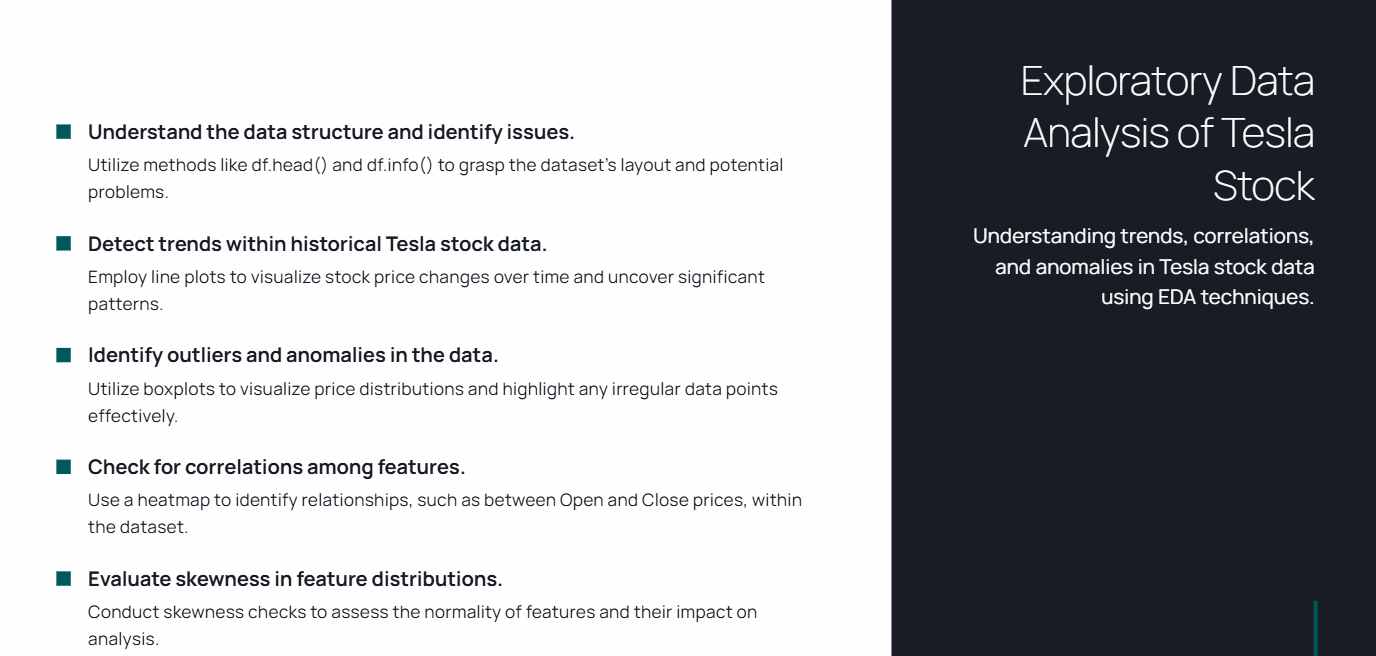 Understand the data structure and identify issues.
Utilize methods like df.head() and df.info() to grasp the dataset's layout and potential
problems.
Detect trends within historical Tesla stock data.
Employ line plots to visualize stock price changes over time and uncover significant
patterns.
Identify outliers and anomalies in the data.
Utilize boxplots to visualize price distributions and highlight any irregular data points
effectively.
Check for correlations among features.
Use a heatmap to identify relationships, such as between Open and Close prices, within
the dataset.
Evaluate skewness in feature distributions.
Conduct skewness checks to assess the normality of features and their impact on
analysis.
Exploratory Data
Analysis of Tesla
Stock
Understanding trends, correlations,
and anomalies in Tesla stock data
using EDA techniques.